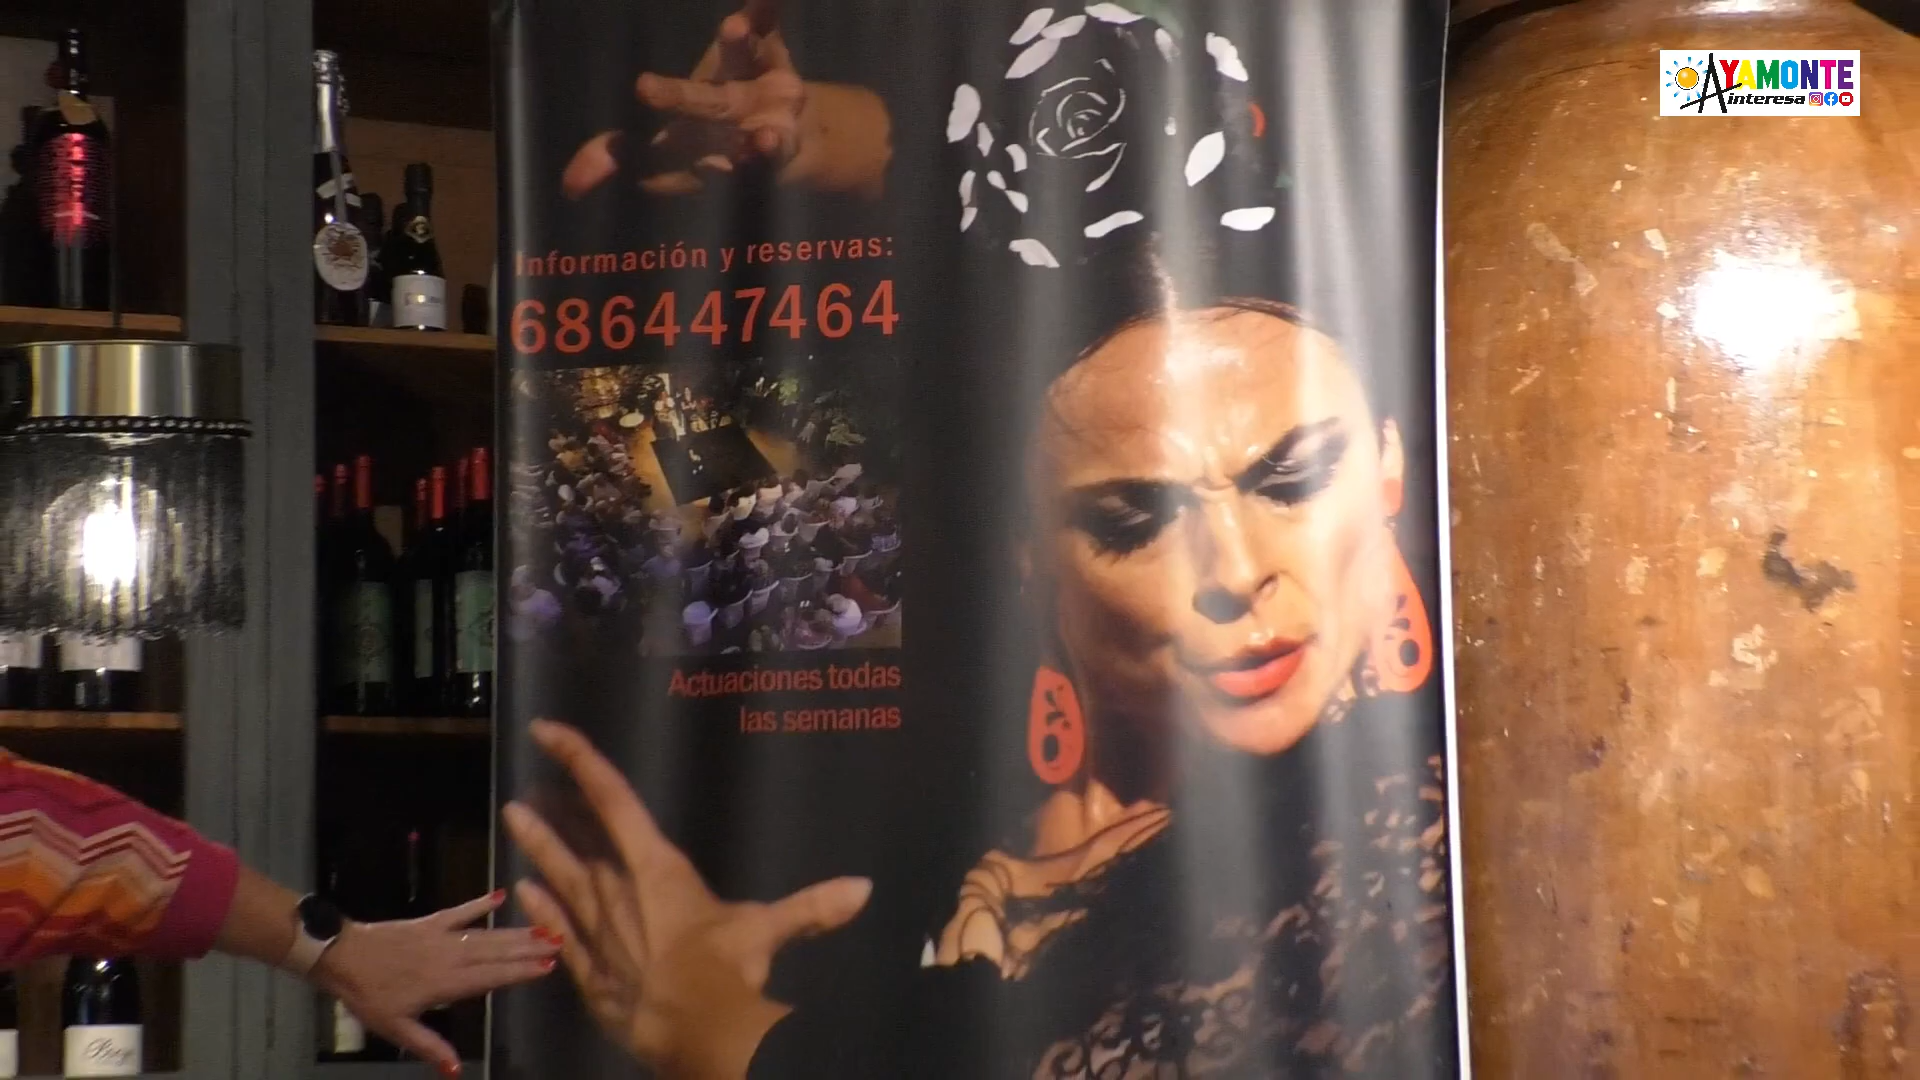 AYAMONTE
interesa
Información y reservas:
686447464
Actuaciones todas
las semanas